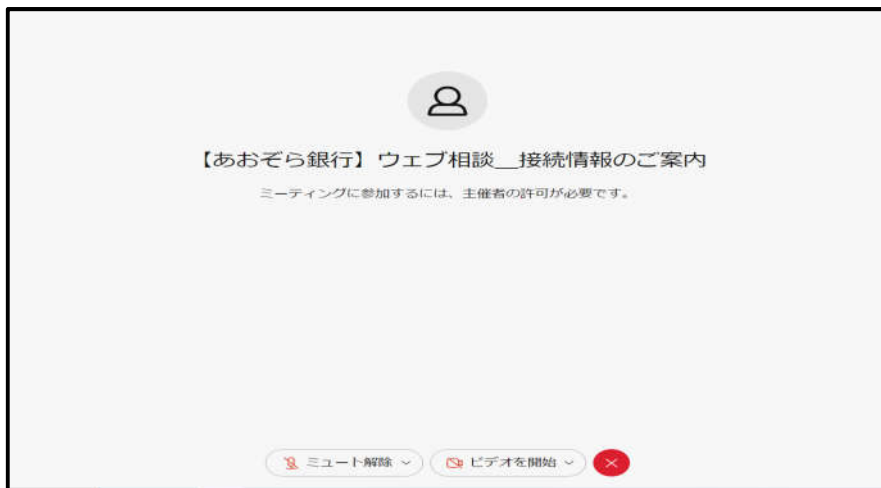 【あおぞら銀行】ウェブ相談__接続情報のご案内
ミーティングに参加するには、主催者の許可が必要です。
ミュート解除
ビデオを開始